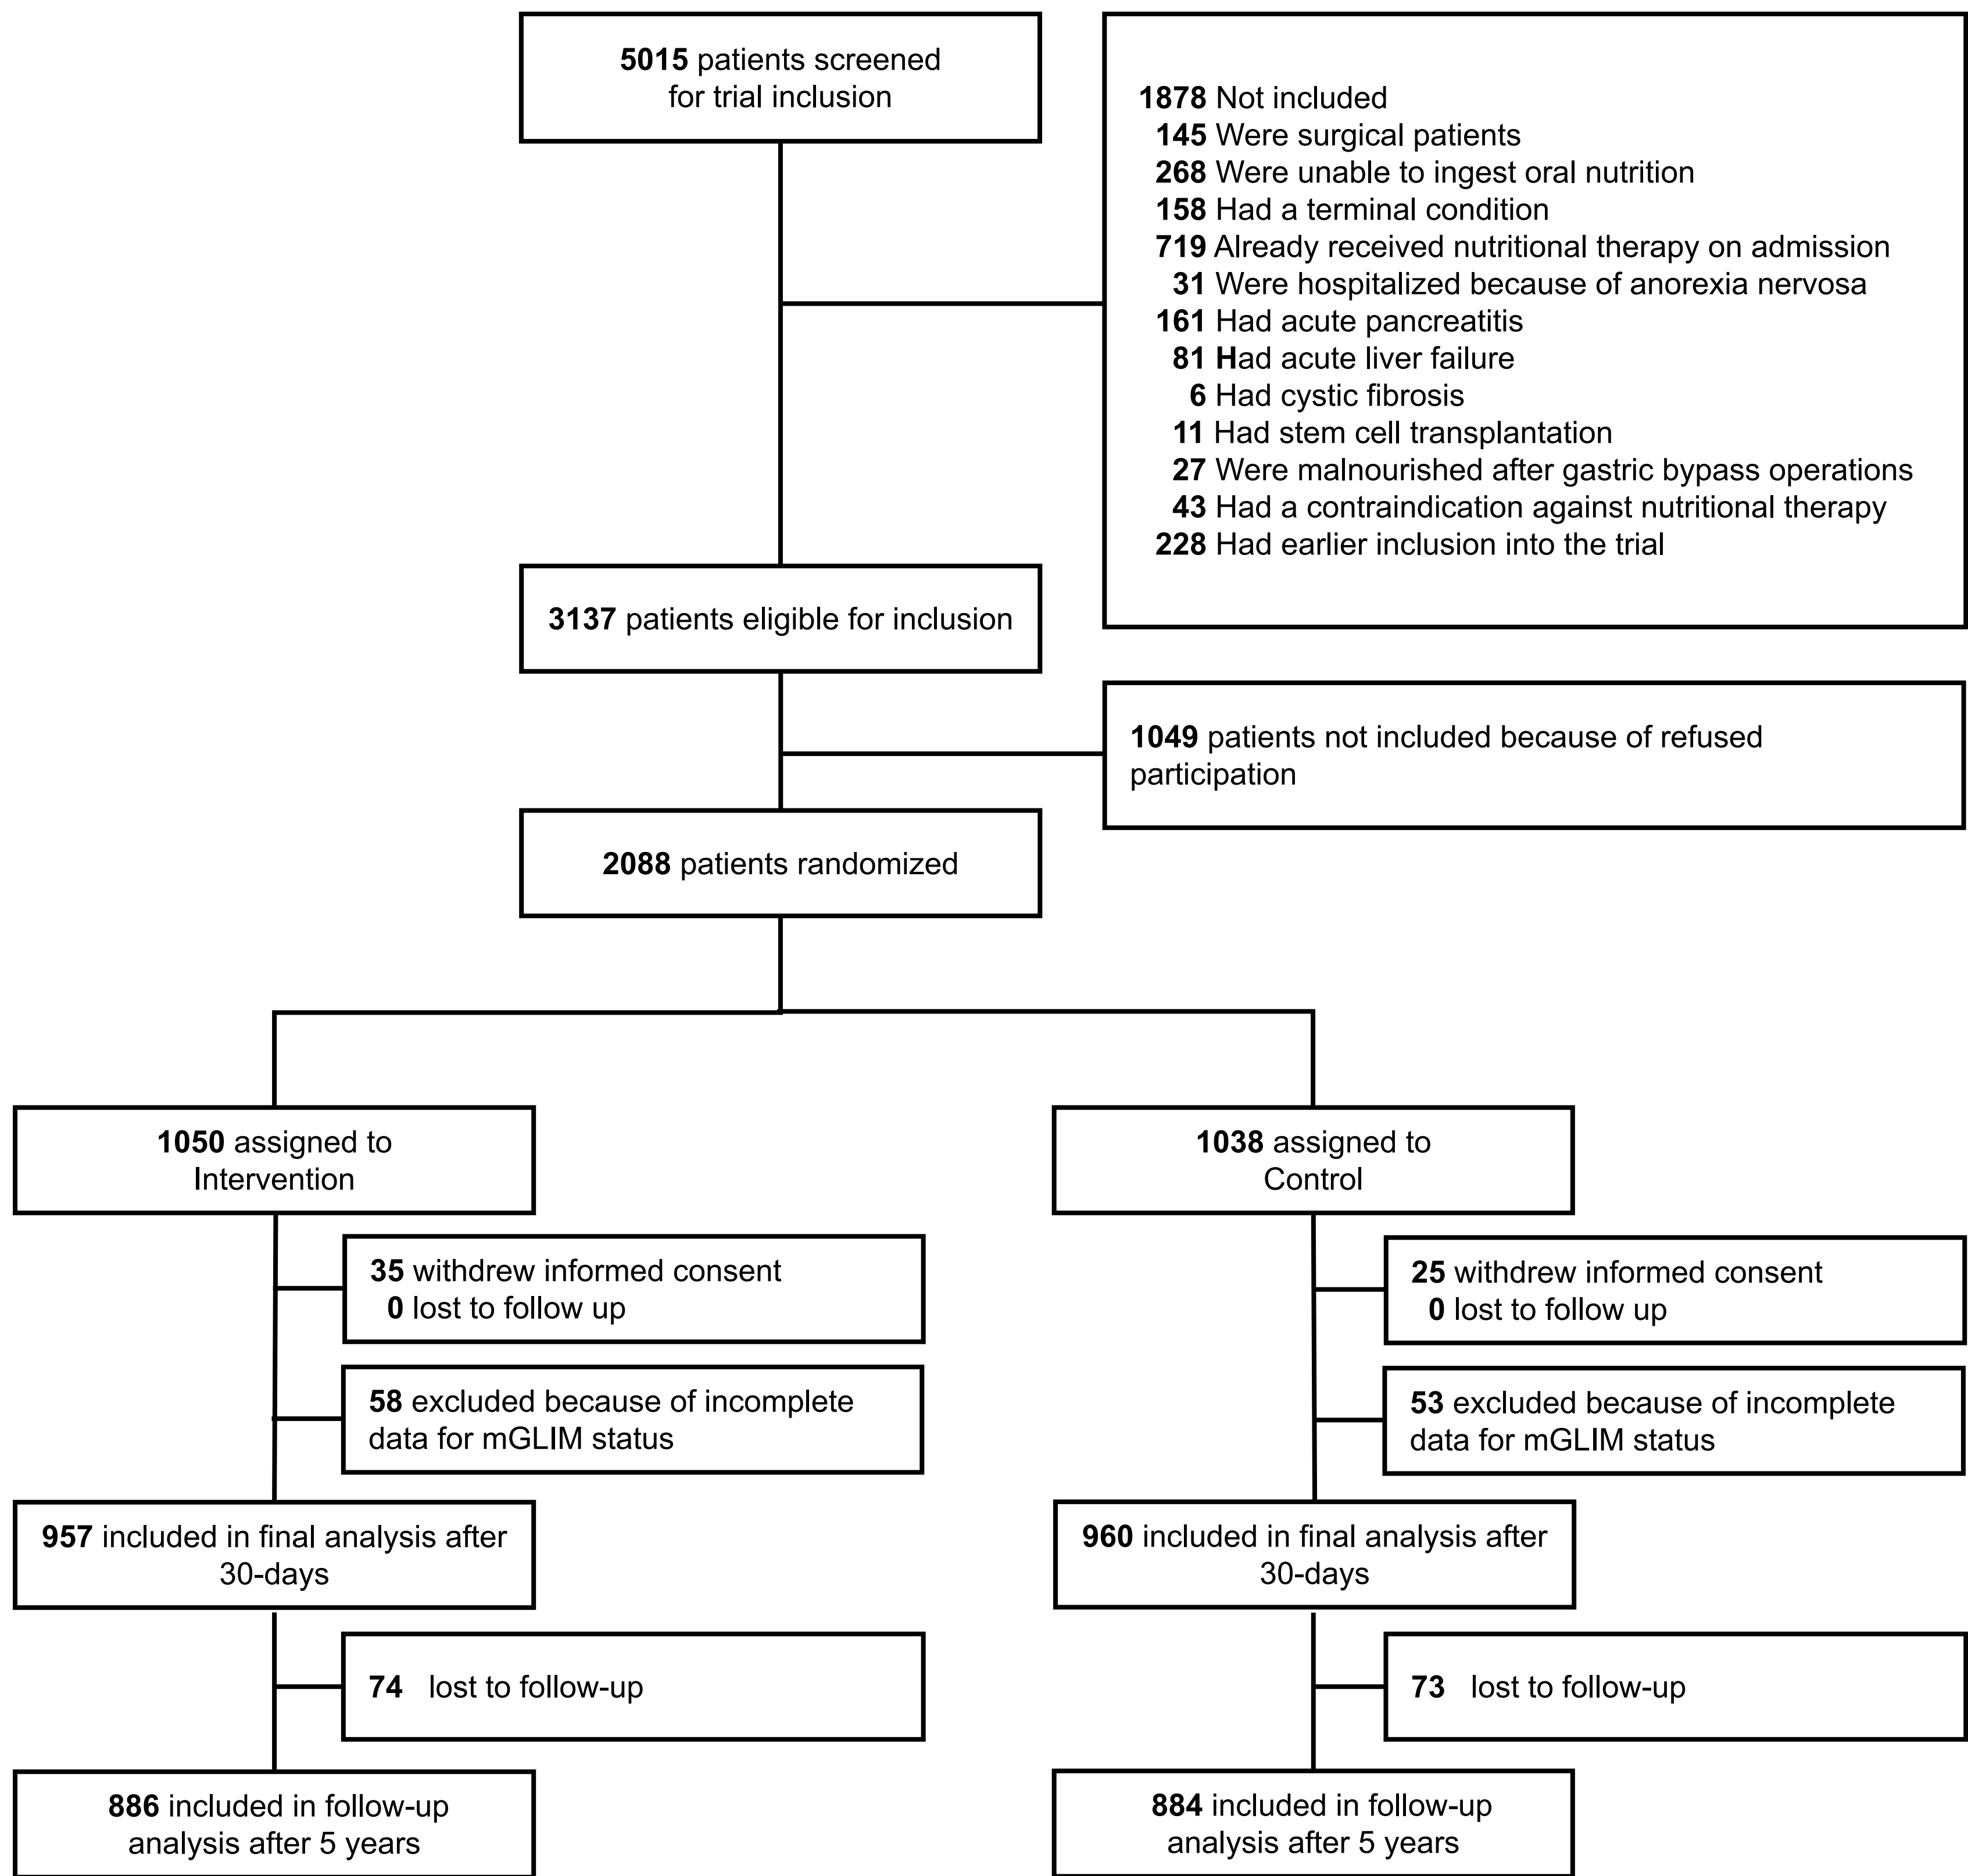 5015 patients screened
for trial inclusion
1878 Not included
145 Were surgical patients
268 Were unable to ingest oral nutrition
158 Had a terminal condition
719 Already received nutritional therapy on admission
31 Were hospitalized because of anorexia nervosa
161 Had acute pancreatitis
81 Had acute liver failure
6 Had cystic fibrosis
11 Had stem cell transplantation
27 Were malnourished after gastric bypass operations
43 Had a contraindication against nutritional therapy
228 Had earlier inclusion into the trial
3137 patients eligible for inclusion
1049 patients not included because of refused
participation
2088 patients randomized
1050 assigned to
Intervention
1038 assigned to
Control
35 withdrew informed consent
0 lost to follow up
25 withdrew informed consent
0 lost to follow up
58 excluded because of incomplete
data for mGLIM status
53 excluded because of incomplete
data for mGLIM status
957 included in final analysis after
30-days
960 included in final analysis after
30-days
74 lost to follow-up
73 lost to follow-up
886 included in follow-up
analysis after 5 years
884 included in follow-up
analysis after 5 years